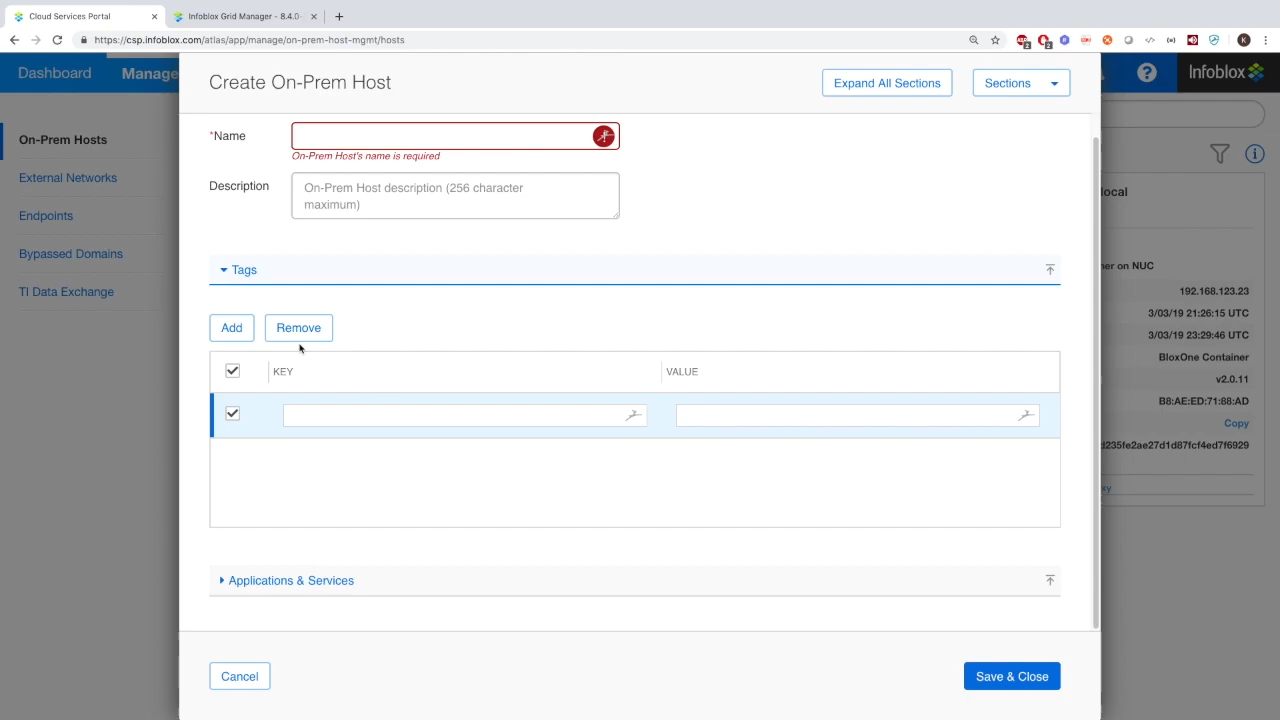 Cloud Services Portal
Infoblox Grid Manager - 8.4.0-
https://csp.infoblox.com/atlas/app/manage/on-prem-host-mgmt/hosts
Dashboard
Manage
Infoblox
Create On-Prem Host
Expand All Sections
Sections
On-Prem Hosts
External Networks
Endpoints
Bypassed Domains
TI Data Exchange
*Name
On-Prem Host's name is required
Description
On-Prem Host description (256 character
maximum)
Tags
Add
Remove
KEY
VALUE
Applications & Services
Cancel
Save & Close
local
ner on NUC
192.168.123.23
3/03/19 21:26:15 UTC
3/03/19 23:29:46 UTC
BloxOne Container
v2.0.11
B8:AE:ED:71:88:AD
Copy
d235fe2ae27d1d87fcf4ed7f6929
xy